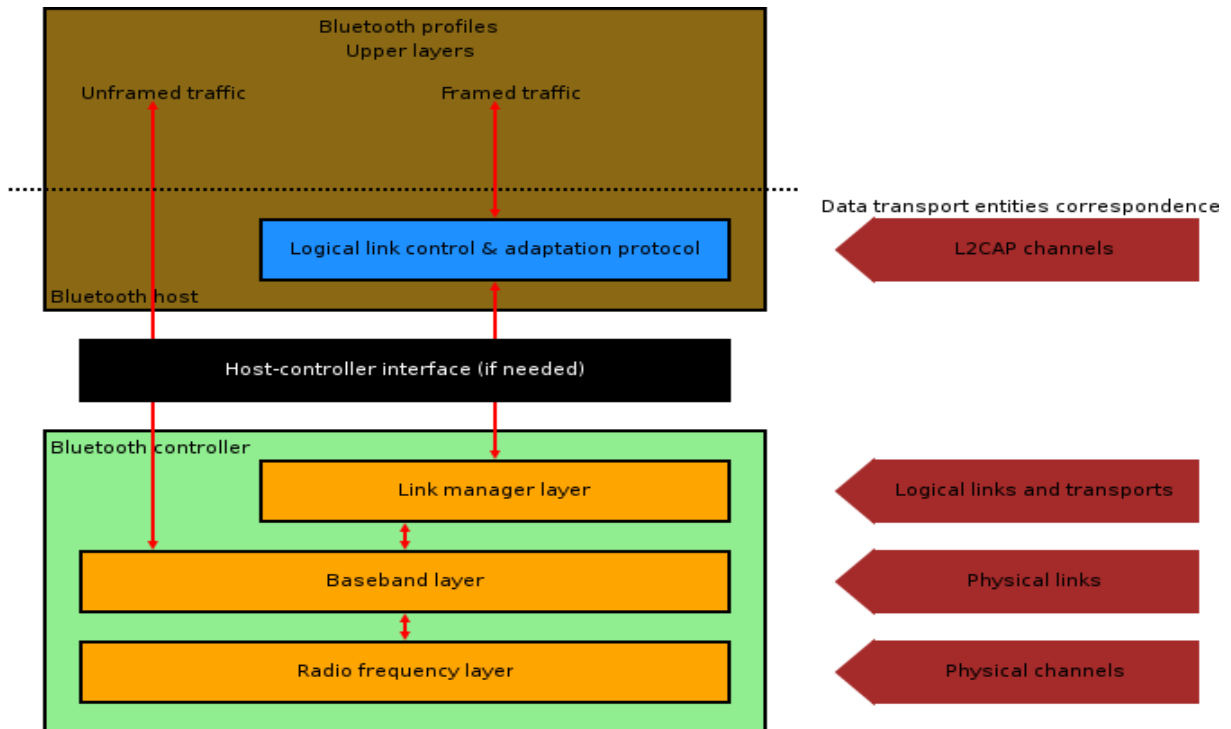 Bluetooth profiles
Upper layers
Unframed traffic
Framed traffic
Data transport entities correspondence
Logical link control & adaptation protocol
L2CAP channels
Bluetooth host
Host-controller interface (if needed)
Bluetooth controller
Link manager layer
Logical links and transports
Baseband layer
Physical links
Radio frequency layer
Physical channels